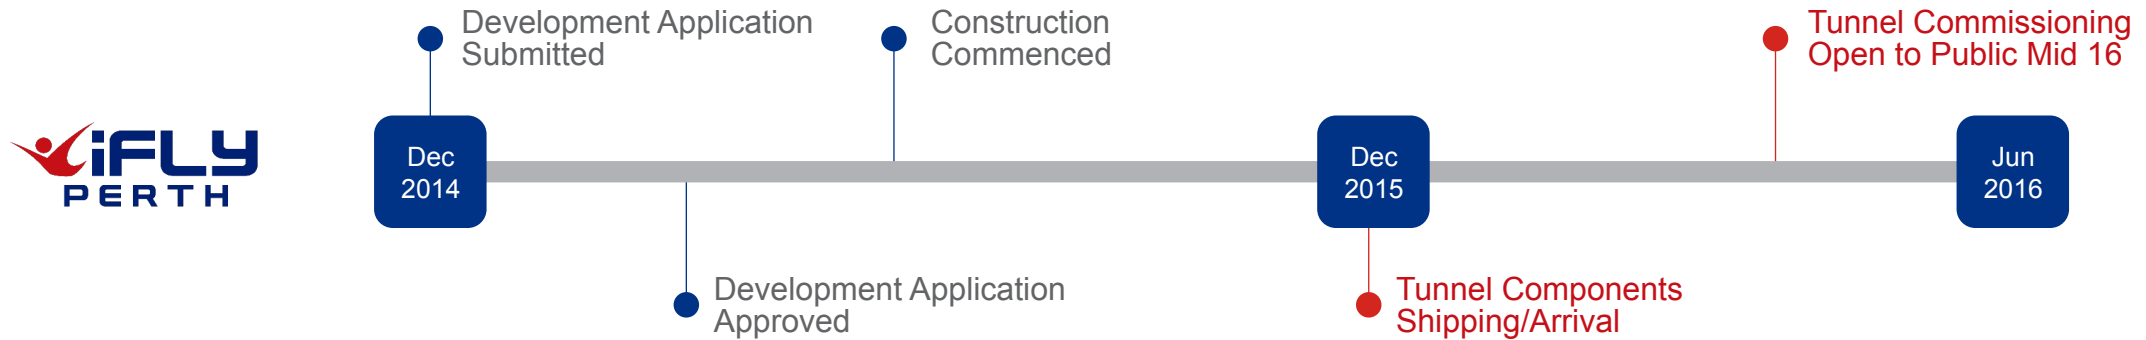 Development Application
Submitted
Construction
Commenced
Tunnel Commissioning
Open to Public Mid 16
iFLY
PERTH
Dec
2014
Dec
2015
Jun
2016
Development Application
Approved
Tunnel Components
Shipping/Arrival